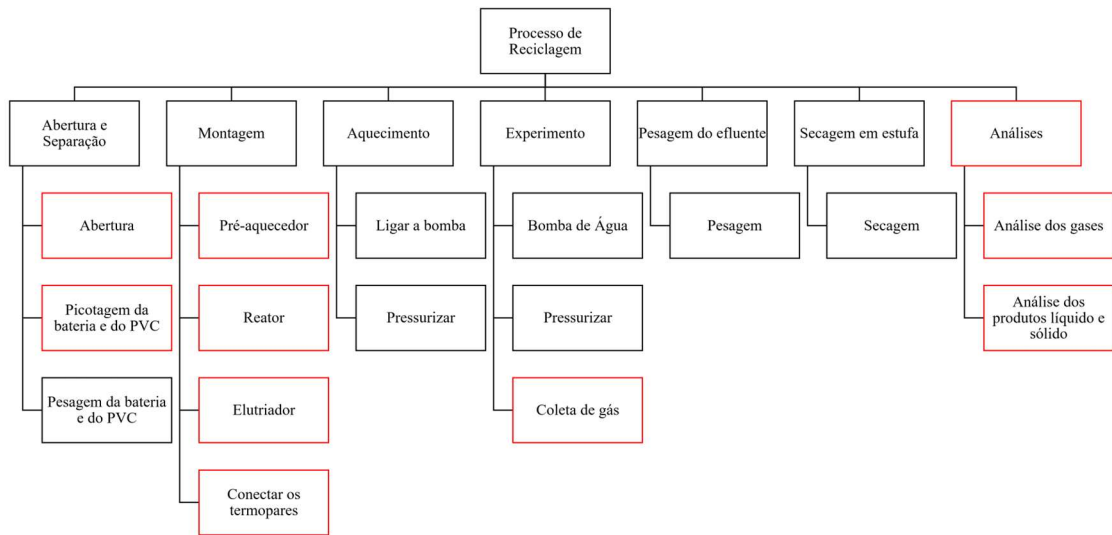 Processo de
Reciclagem
Abertura e
Separação
Montagem
Aquecimento
Experimento
Pesagem do efluente
Secagem em estufa
Análises
Abertura
Pré-aquecedor
Ligar a bomba
Bomba de Água
Pesagem
Secagem
Análise dos gases
Picotagem da
bateria e do PVC
Reator
Pressurizar
Pressurizar
Análise dos
produtos líquido e
sólido
Pesagem da bateria
e do PVC
Elutriador
Coleta de gás
Conectar os
termopares